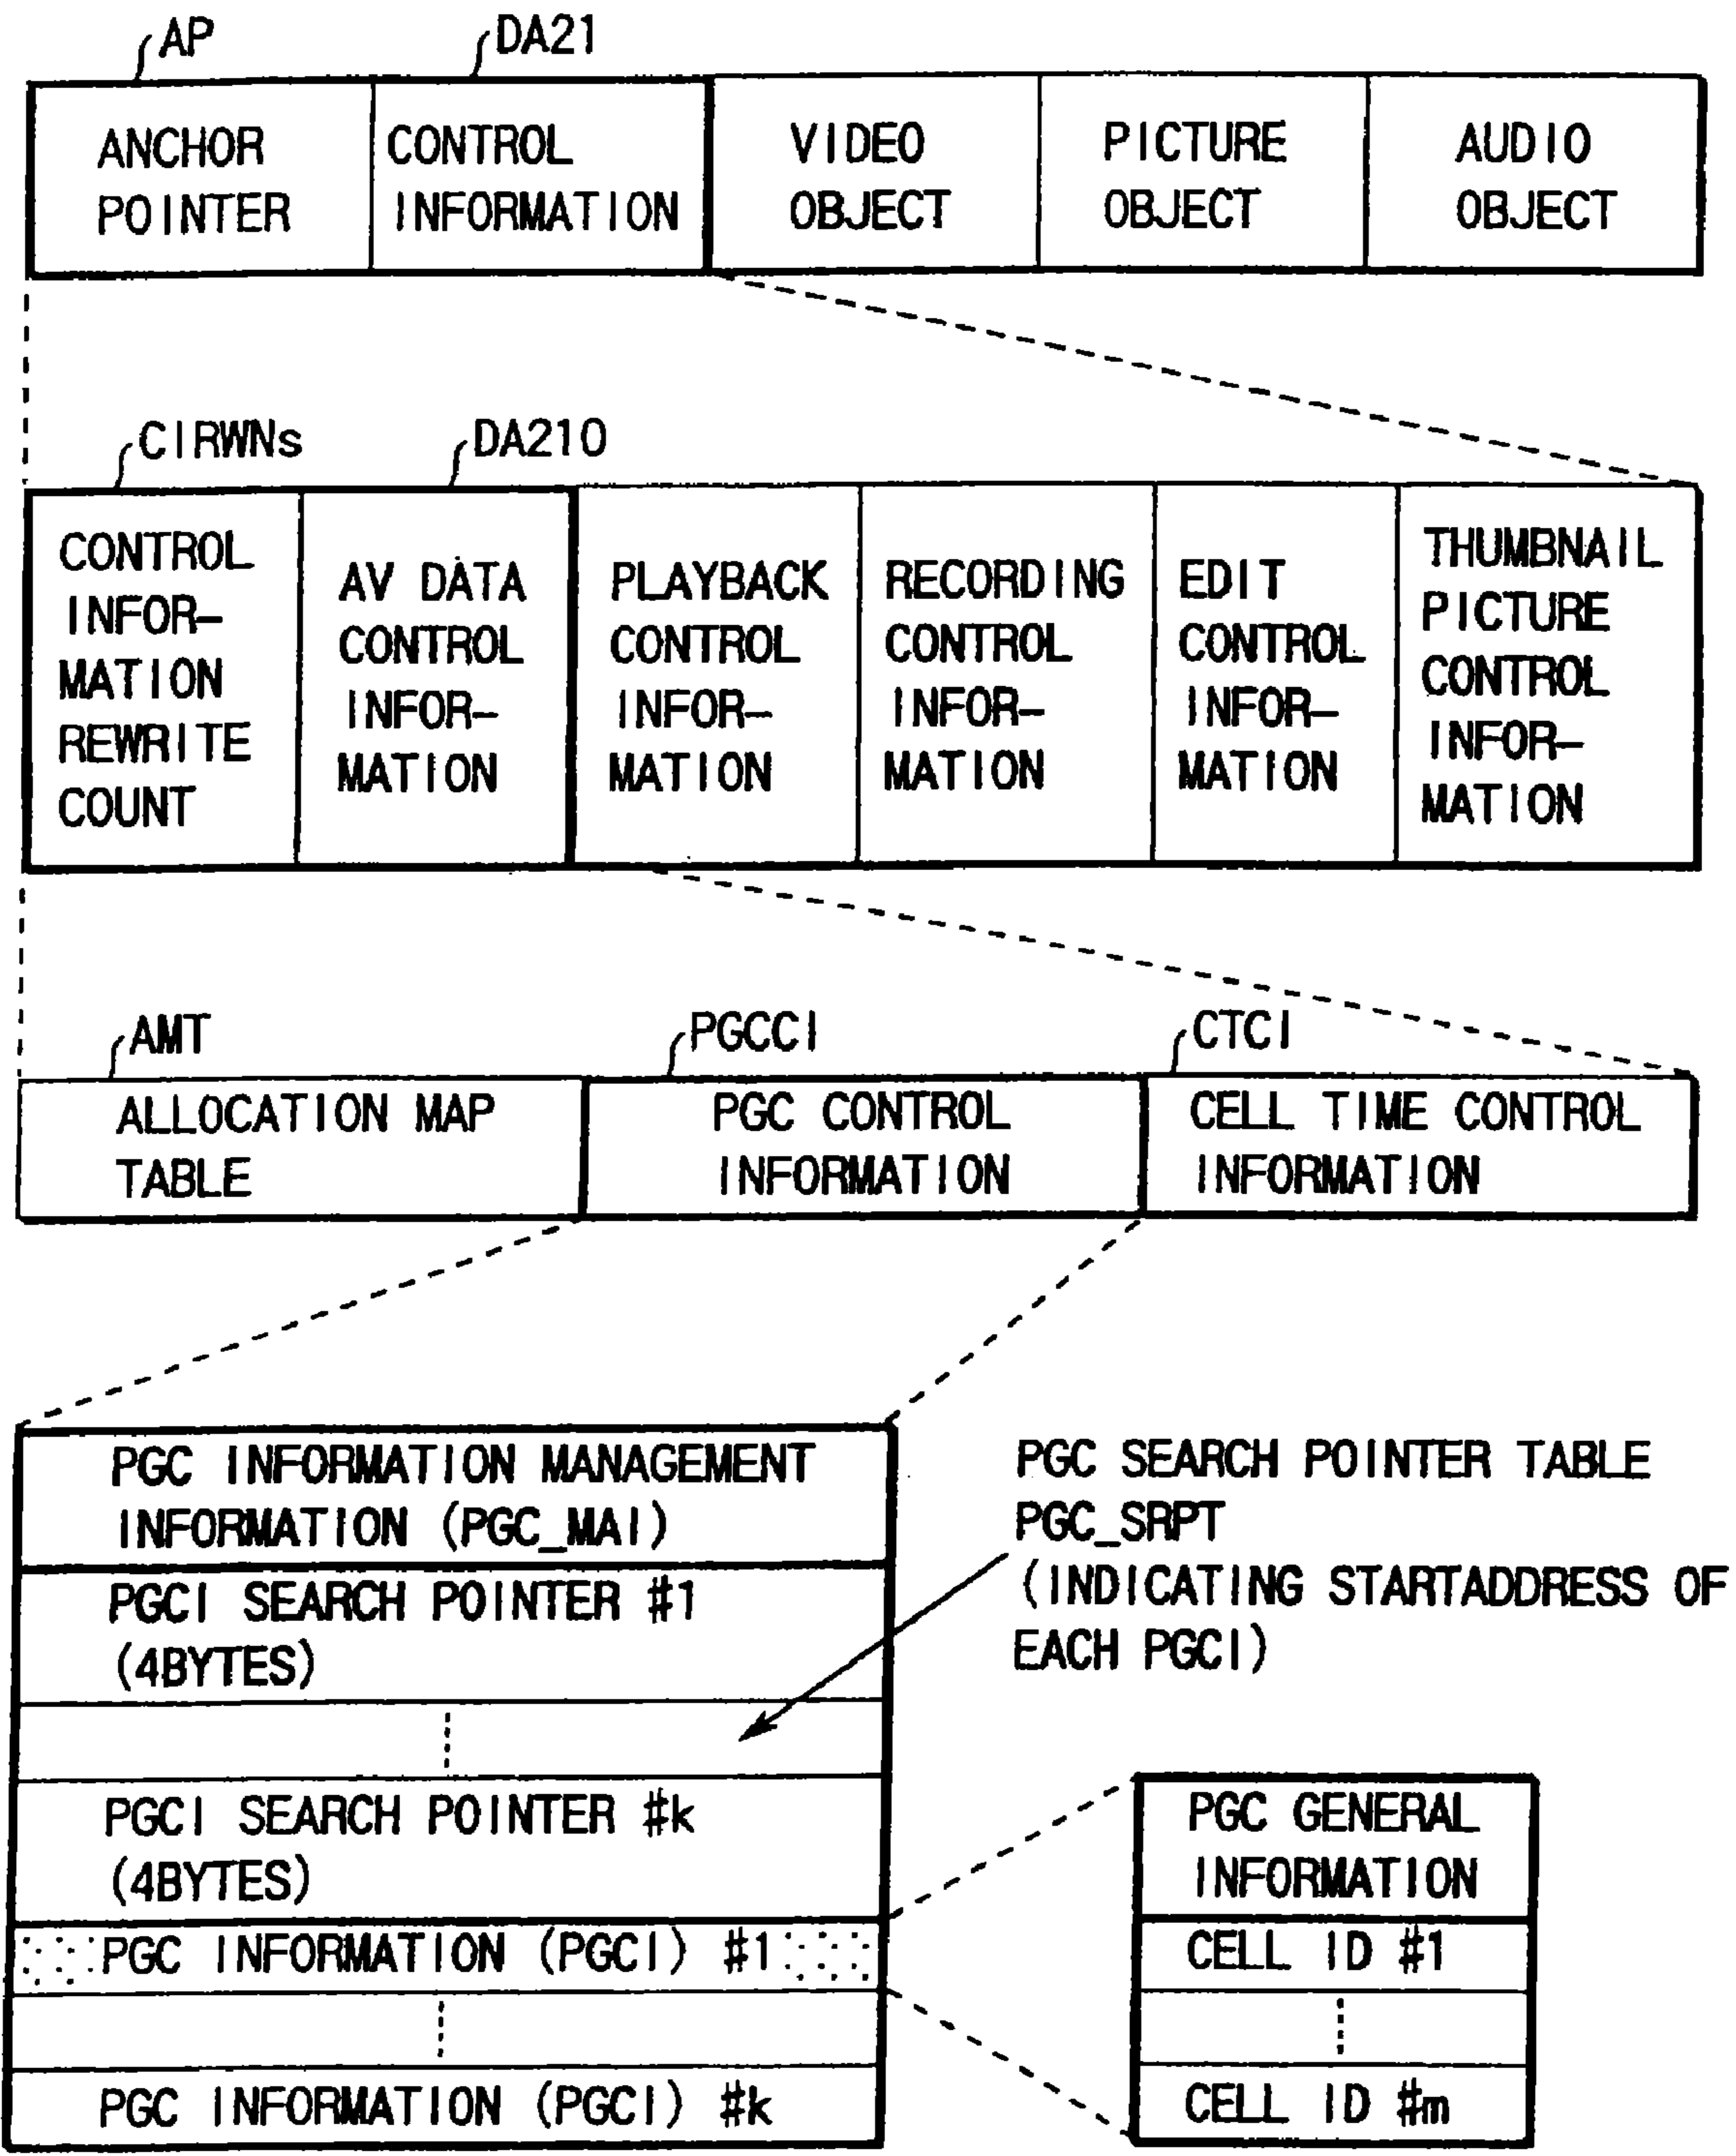 AP
DA21
ANCHOR
POINTER
CONTROL
INFORMATION
VIDEO
OBJECT
PICTURE
OBJECT
AUDIO
OBJECT
CIRWNs
DA210
CONTROL
INFOR-
MATION
REWRITE
COUNT
AV DATA
CONTROL
INFOR-
MATION
PLAYBACK
CONTROL
INFOR-
MATION
RECORDING
CONTROL
INFOR-
MATION
EDIT
CONTROL
INFOR-
MATION
THUMBNAIL
PICTURE
CONTROL
INFOR-
MATION
AMT
PGCCI
CTCI
ALLOCATION MAP
TABLE
PGC CONTROL
INFORMATION
CELL TIME CONTROL
INFORMATION
PGC INFORMATION MANAGEMENT
INFORMATION (PGC_MAI)
PGCI SEARCH POINTER #1
(4BYTES)
PGCI SEARCH POINTER #k
(4BYTES)
PGC INFORMATION (PGCI) #1
PGC INFORMATION (PGCI) #k
PGC SEARCH POINTER TABLE
PGC_SRPT
(INDICATING STARTADDRESS OF
EACH PGCI)
PGC GENERAL
INFORMATION
CELL ID #1
CELL ID #m